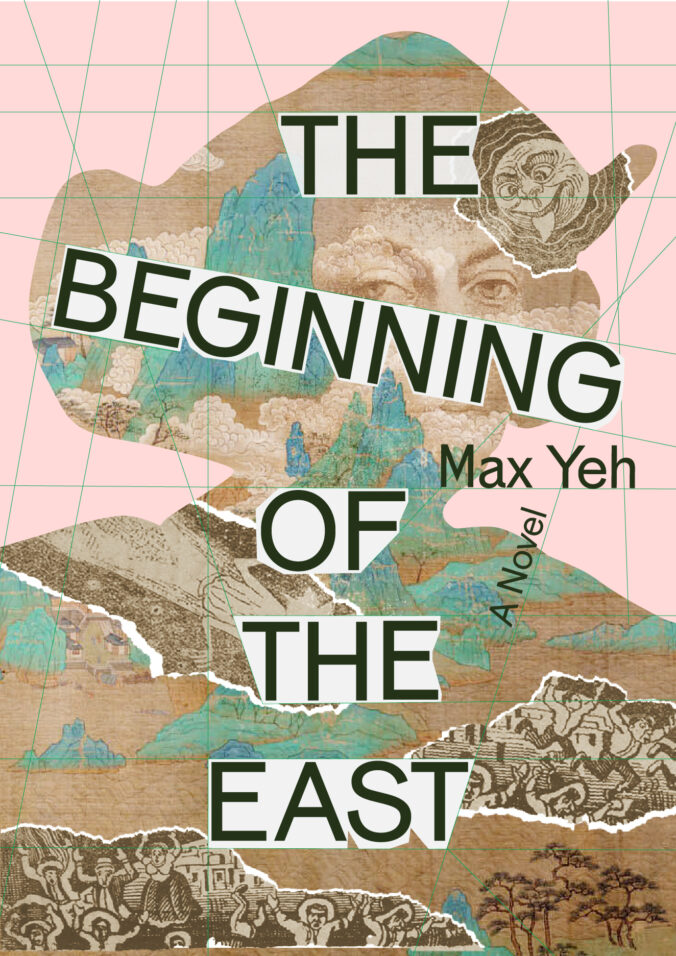 THE
BEGINNING
OF
THE
EAST
Max Yeh
A Novel